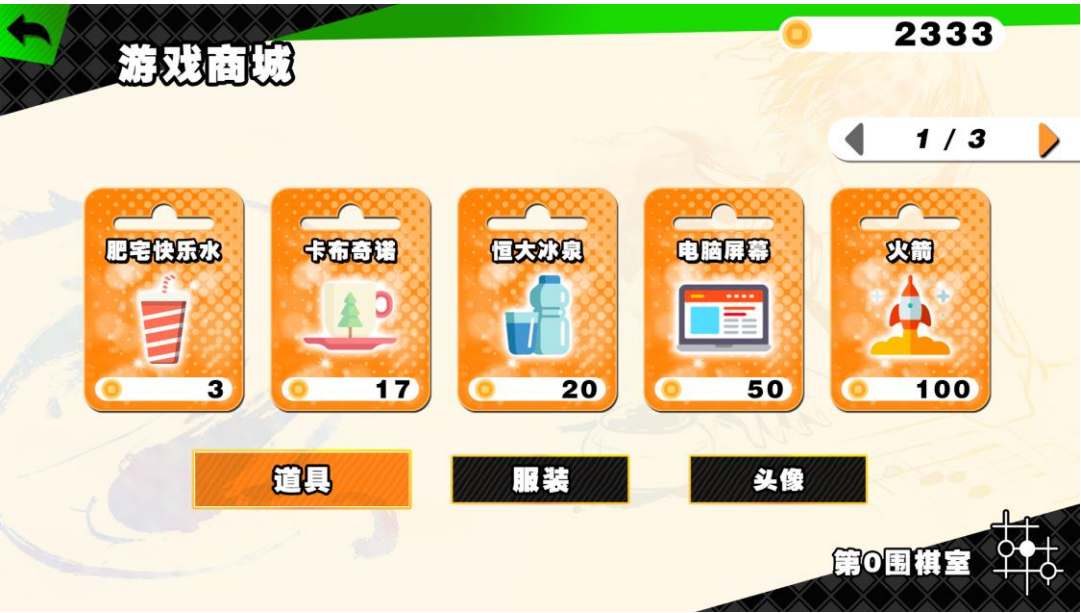 游戏商城
2333
1 / 3
肥宅快乐水
卡布奇诺
恒大冰泉
电脑屏幕
火箭
3
17
20
50
100
道具
服装
头像
第0围棋室